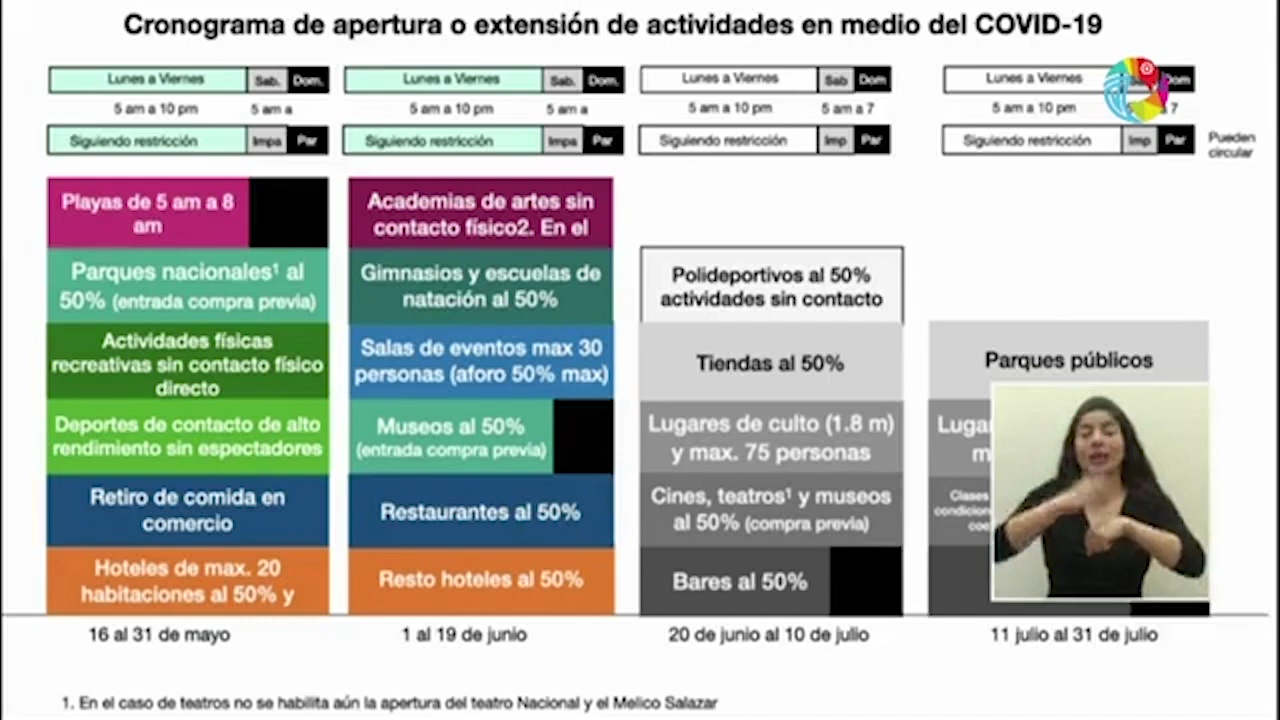 Cronograma de apertura o extensión de actividades en medio del COVID-19
Lunes a Viernes Sab. Dom.
5 am a 10 pm 5 am a
Siguiendo restricción Impa Par
Lunes a Viernes Sab. Dom.
5 am a 10 pm 5 am a
Siguiendo restricción Impa Par
Lunes a Viernes Sab Dom
5 am a 10 pm 5 am a 7
Siguiendo restricción Imp Par
Lunes a Viernes Dom
5 am a 10 pm 7
Siguiendo restricción Imp Par
Pueden
circular
Playas de 5 am a 8
am
Parques nacionales¹ al
50% (entrada compra previa)
Actividades físicas
recreativas sin contacto físico
directo
Deportes de contacto de alto
rendimiento sin espectadores
Retiro de comida en
comercio
Hoteles de max. 20
habitaciones al 50% y
16 al 31 de mayo
Academias de artes sin
contacto físico2. En el
Gimnasios y escuelas de
natación al 50%
Salas de eventos max 30
personas (aforo 50% max)
Museos al 50%
(entrada compra previa)
Restaurantes al 50%
Resto hoteles al 50%
1 al 19 de junio
Polideportivos al 50%
actividades sin contacto
Tiendas al 50%
Lugares de culto (1.8 m)
y max. 75 personas
Cines, teatros¹ y museos
al 50% (compra previa)
Bares al 50%
20 de junio al 10 de julio
Parques públicos
Clases
11 julio al 31 de julio
1. En el caso de teatros no se habilita aún la apertura del teatro Nacional y el Melico Salazar